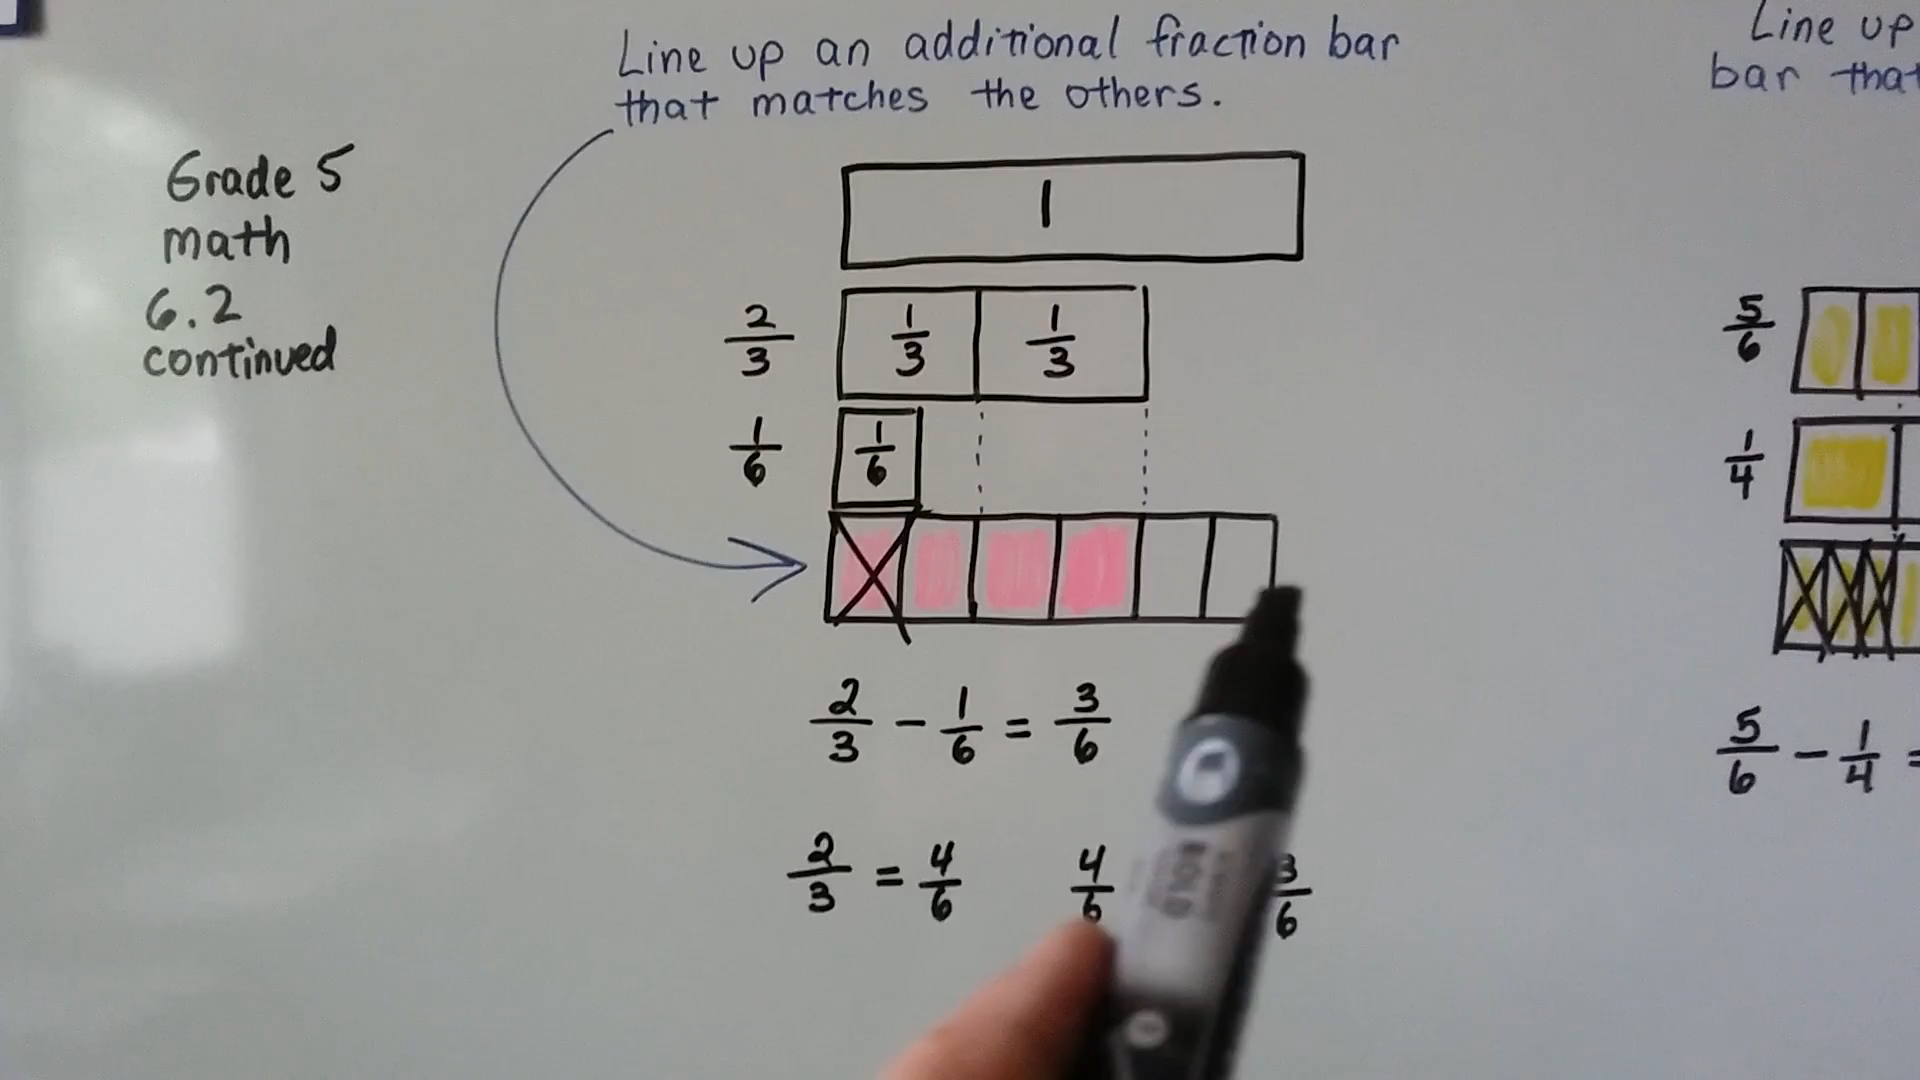 Line up an additional fraction bar
that matches the others.
Line up
bar that
Grade 5
math
6.2
continued
1
2/3 1/3 1/3
1/6 1/6
2/3 - 1/6 = 3/6
2/3 = 4/6 4/6 3/6
5/6
1/4
5/6 - 1/4 =
BOLD